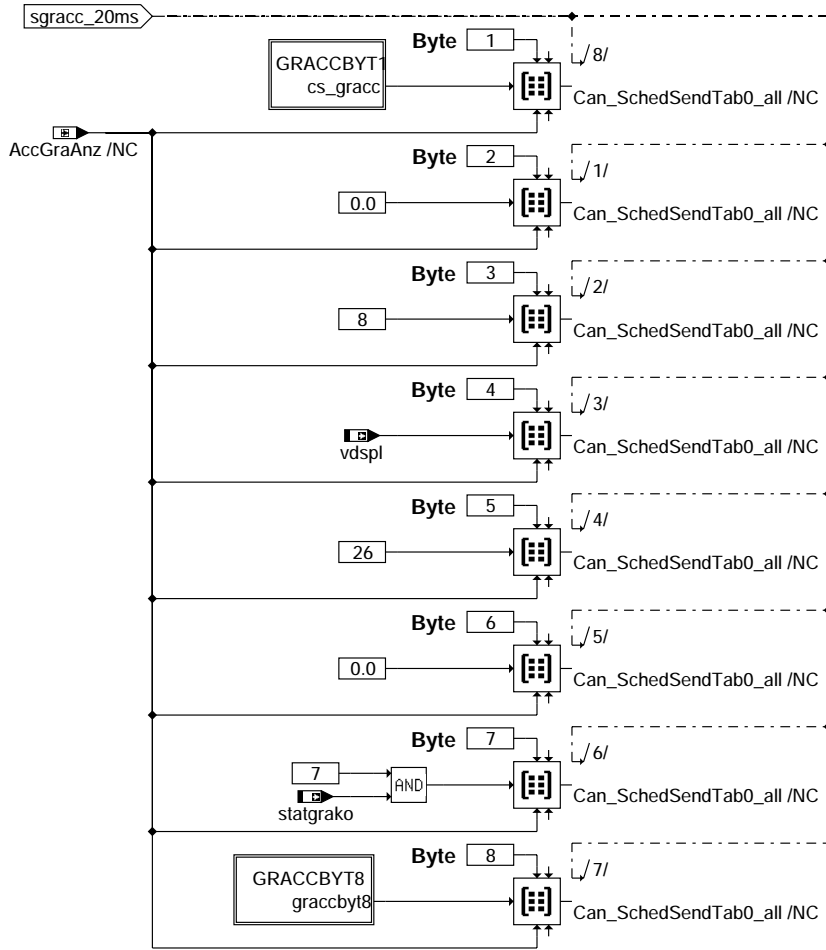 sgracc_20ms
Byte 1 /8/
GRACCBYT1
cs_gracc
Can_SchedSendTab0_all /NC
AccGraAnz /NC
Byte 2 /1/
0.0
Can_SchedSendTab0_all /NC
Byte 3 /2/
8
Can_SchedSendTab0_all /NC
Byte 4 /3/
vdspl
Can_SchedSendTab0_all /NC
Byte 5 /4/
26
Can_SchedSendTab0_all /NC
Byte 6 /5/
0.0
Can_SchedSendTab0_all /NC
Byte 7 /6/
7
AND
statgrako
Can_SchedSendTab0_all /NC
Byte 8 /7/
GRACCBYT8
graccbyt8
Can_SchedSendTab0_all /NC